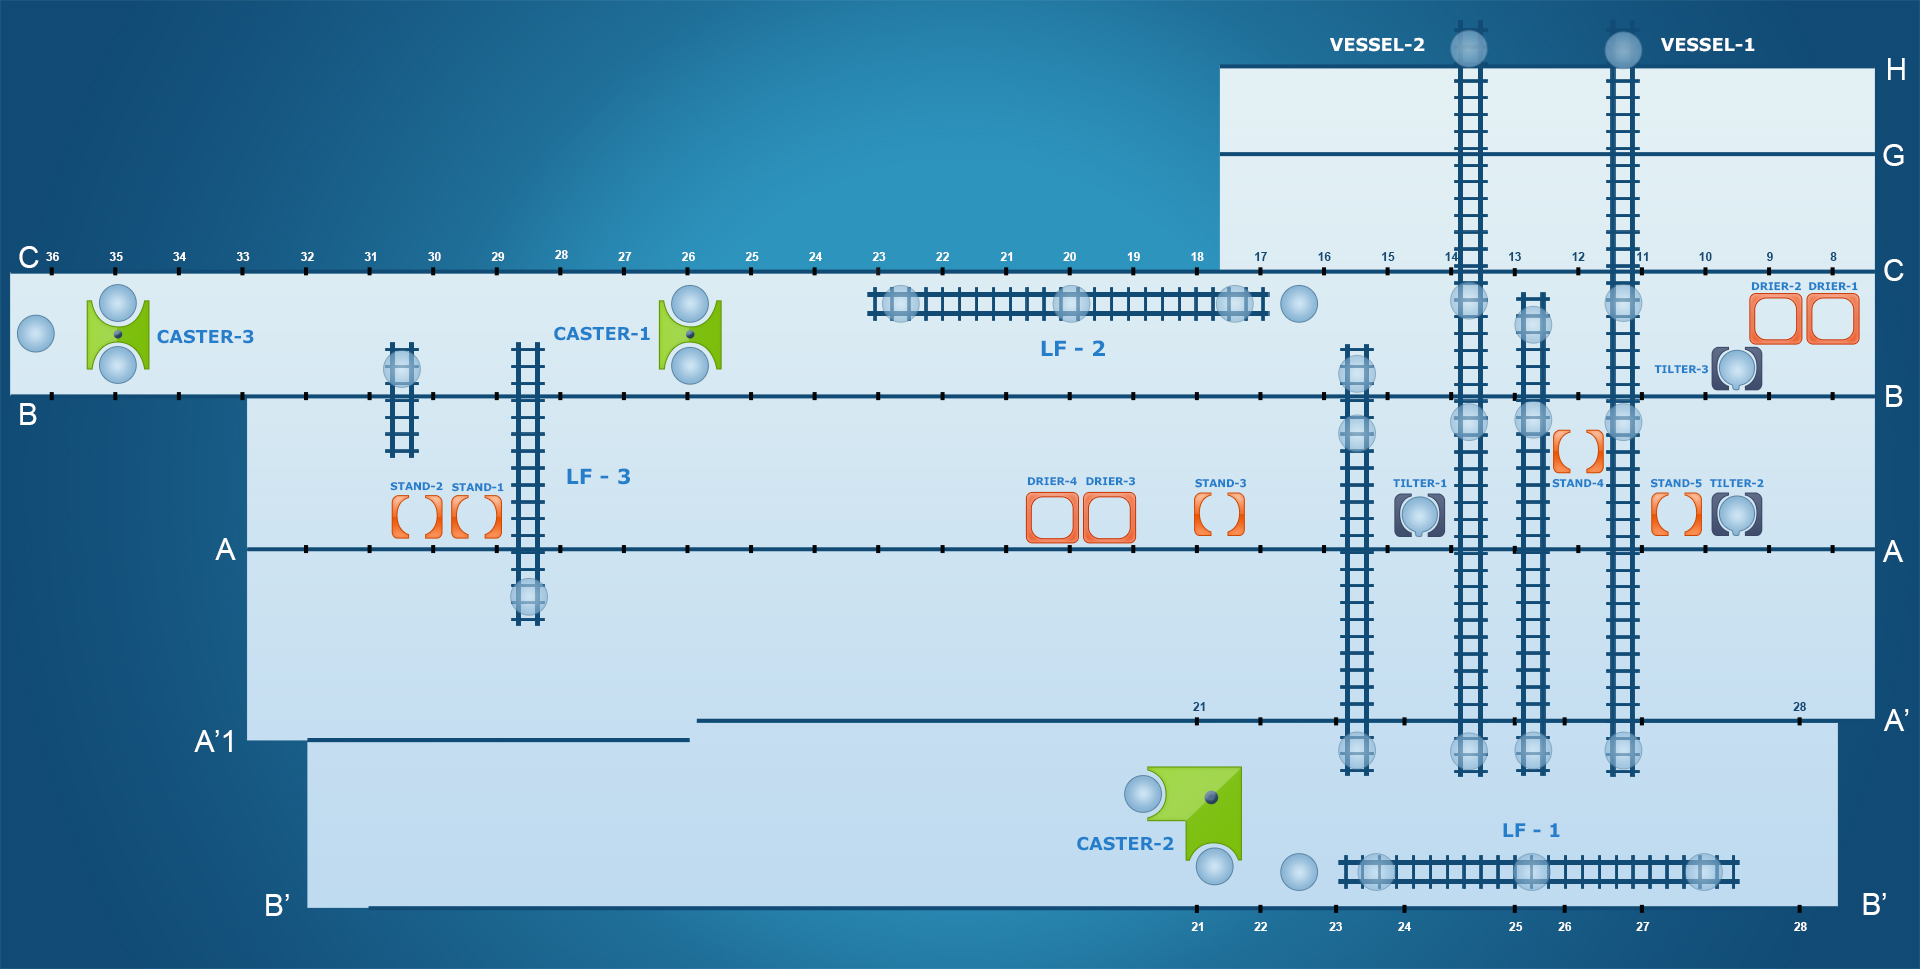 VESSEL-2
VESSEL-1
H
G
C
36
35
34
33
32
31
30
29
28
27
26
25
24
23
22
21
20
19
18
17
16
15
14
13
12
11
10
9
8
C
DRIER-2
DRIER-1
CASTER-3
CASTER-1
LF - 2
TILTER-3
B
B
LF - 3
STAND-2
STAND-1
DRIER-4
DRIER-3
STAND-3
TILTER-1
STAND-4
STAND-5
TILTER-2
A
A
21
28
A'
A'1
CASTER-2
LF - 1
B'
B'
21
22
23
24
25
26
27
28